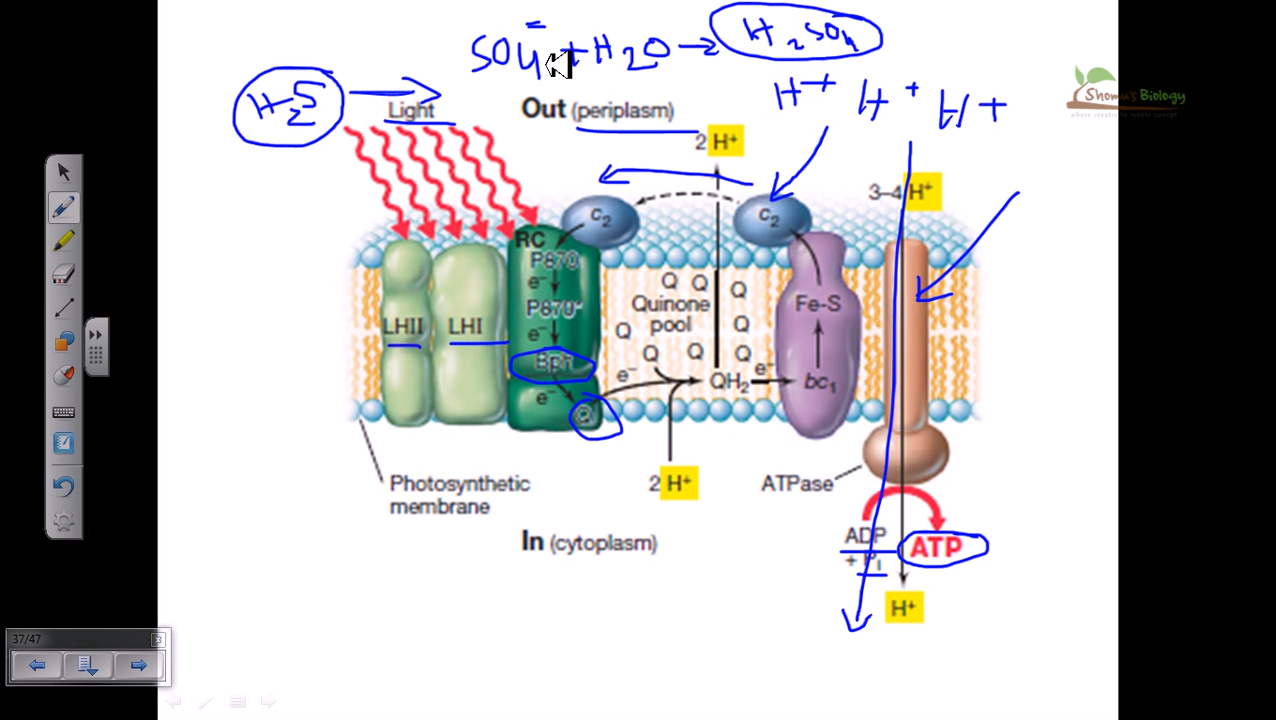 SO4= + H2O → H2SO4
H2S →
Light
Out (periplasm)
H+ H+ H+
Shomu's Biology
2 H+
3–4 H+
c2
c2
RC
P870
e–
P870*
e–
Bph
e–
Q
LHII
LHI
Q Q Q
Quinone
pool
Q Q
Q Q Q
e–
QH2
e–
bc1
Fe-S
Photosynthetic
membrane
2 H+
ATPase
In (cytoplasm)
ADP
+ Pi
ATP
H+
37/47